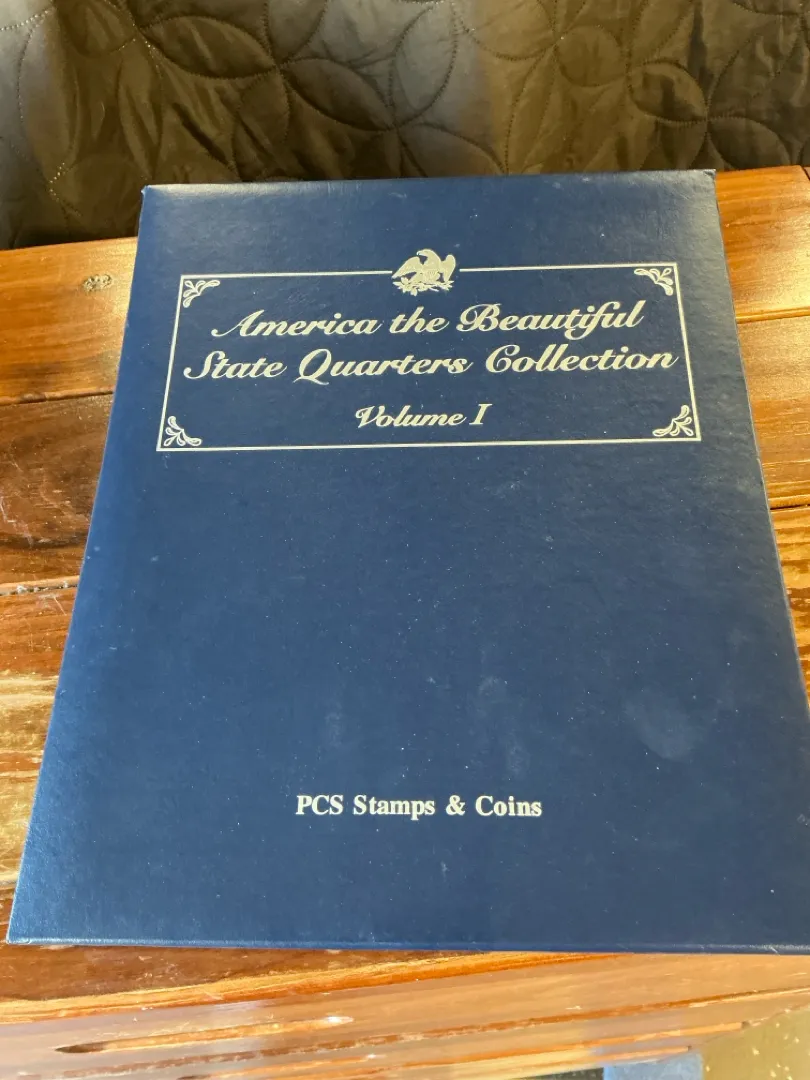 America the Beautiful
State Quarters Collection
Volume I
PCS Stamps & Coins